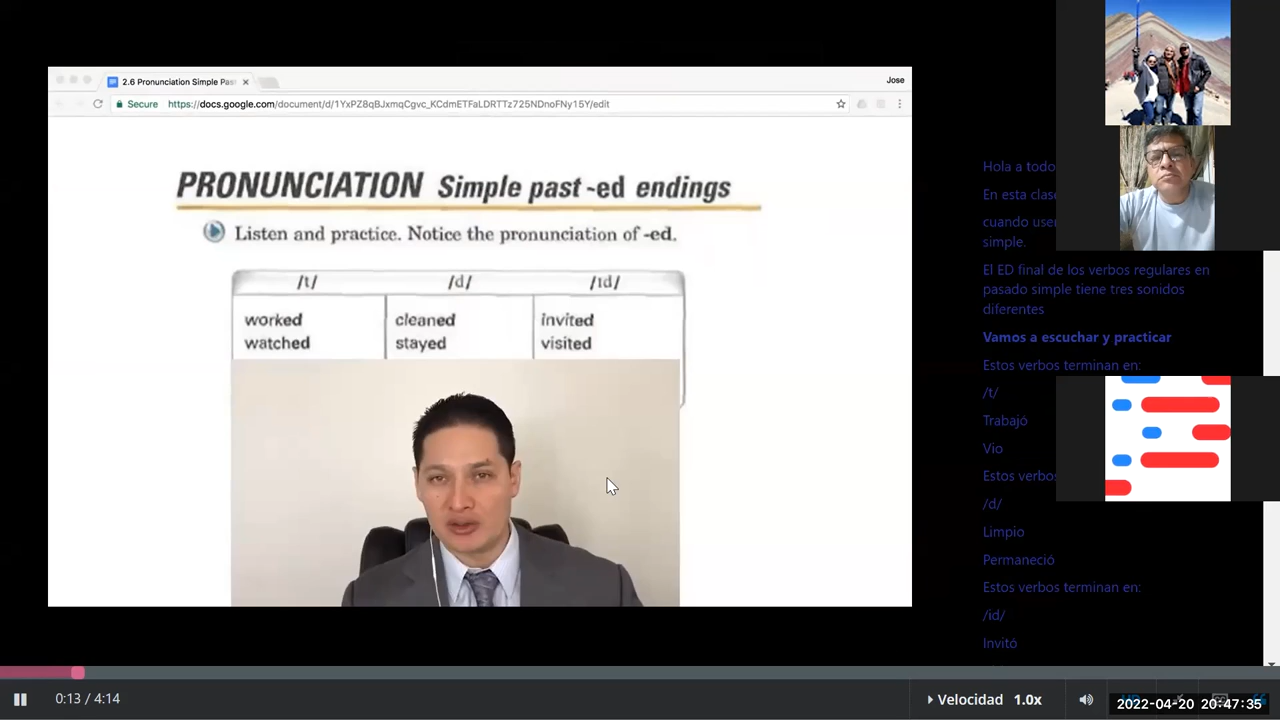 2.6 Pronunciation Simple Pas
Jose
Secure https://docs.google.com/document/d/1YxPZ8qBJxmqCgvc_KCdmETFaLDRTTz725NDnoFNy15Y/edit
PRONUNCIATION Simple past -ed endings
Listen and practice. Notice the pronunciation of -ed.
/t/ /d/ /ɪd/
worked cleaned invited
watched stayed visited
Hola a todo
En esta clas
cuando user
simple.
El ED final de los verbos regulares en
pasado simple tiene tres sonidos
diferentes
Vamos a escuchar y practicar
Estos verbos terminan en:
/t/
Trabajó
Vio
Estos verbo
/d/
Limpio
Permaneció
Estos verbos terminan en:
/id/
Invitó
0:13 / 4:14
Velocidad 1.0x
2022-04-20 20:47:35